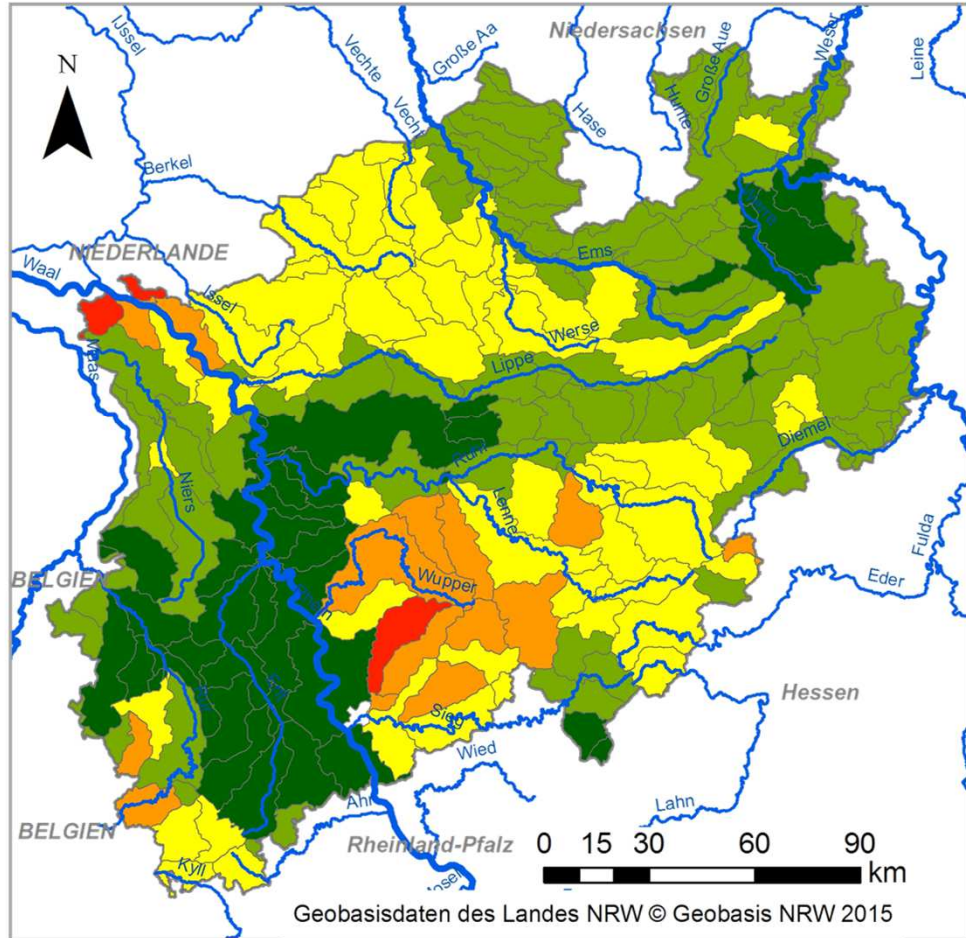 IJssel
Vechte
Große Aa
Niedersachsen
Weser
Leine
N
Große Aue
Hunte
Hase
Berkel
NIEDERLANDE
Waal
Issel
Ems
Werse
Lippe
Maas
Diemel
Ruhr
Niers
Lenne
Fulda
BELGIEN
Wupper
Eder
Hessen
Sieg
Wied
Lahn
BELGIEN
Ahr
Rheinland-Pfalz
Kyll
0 15 30 60 90
km
Geobasisdaten des Landes NRW © Geobasis NRW 2015